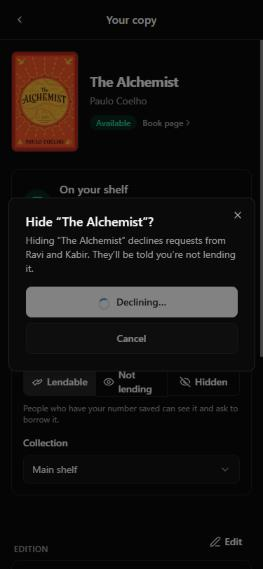 Your copy
The Alchemist
Paulo Coelho
Available
Book page >
THE
ALCHEMIST
PAULO COELHO
On your shelf
Hide “The Alchemist”?
Hiding “The Alchemist” declines requests from
Ravi and Kabir. They’ll be told you’re not lending
it.
Declining...
Cancel
Lendable
Not
lending
Hidden
People who have your number saved can see it and ask to
borrow it.
Collection
Main shelf
Edit
EDITION